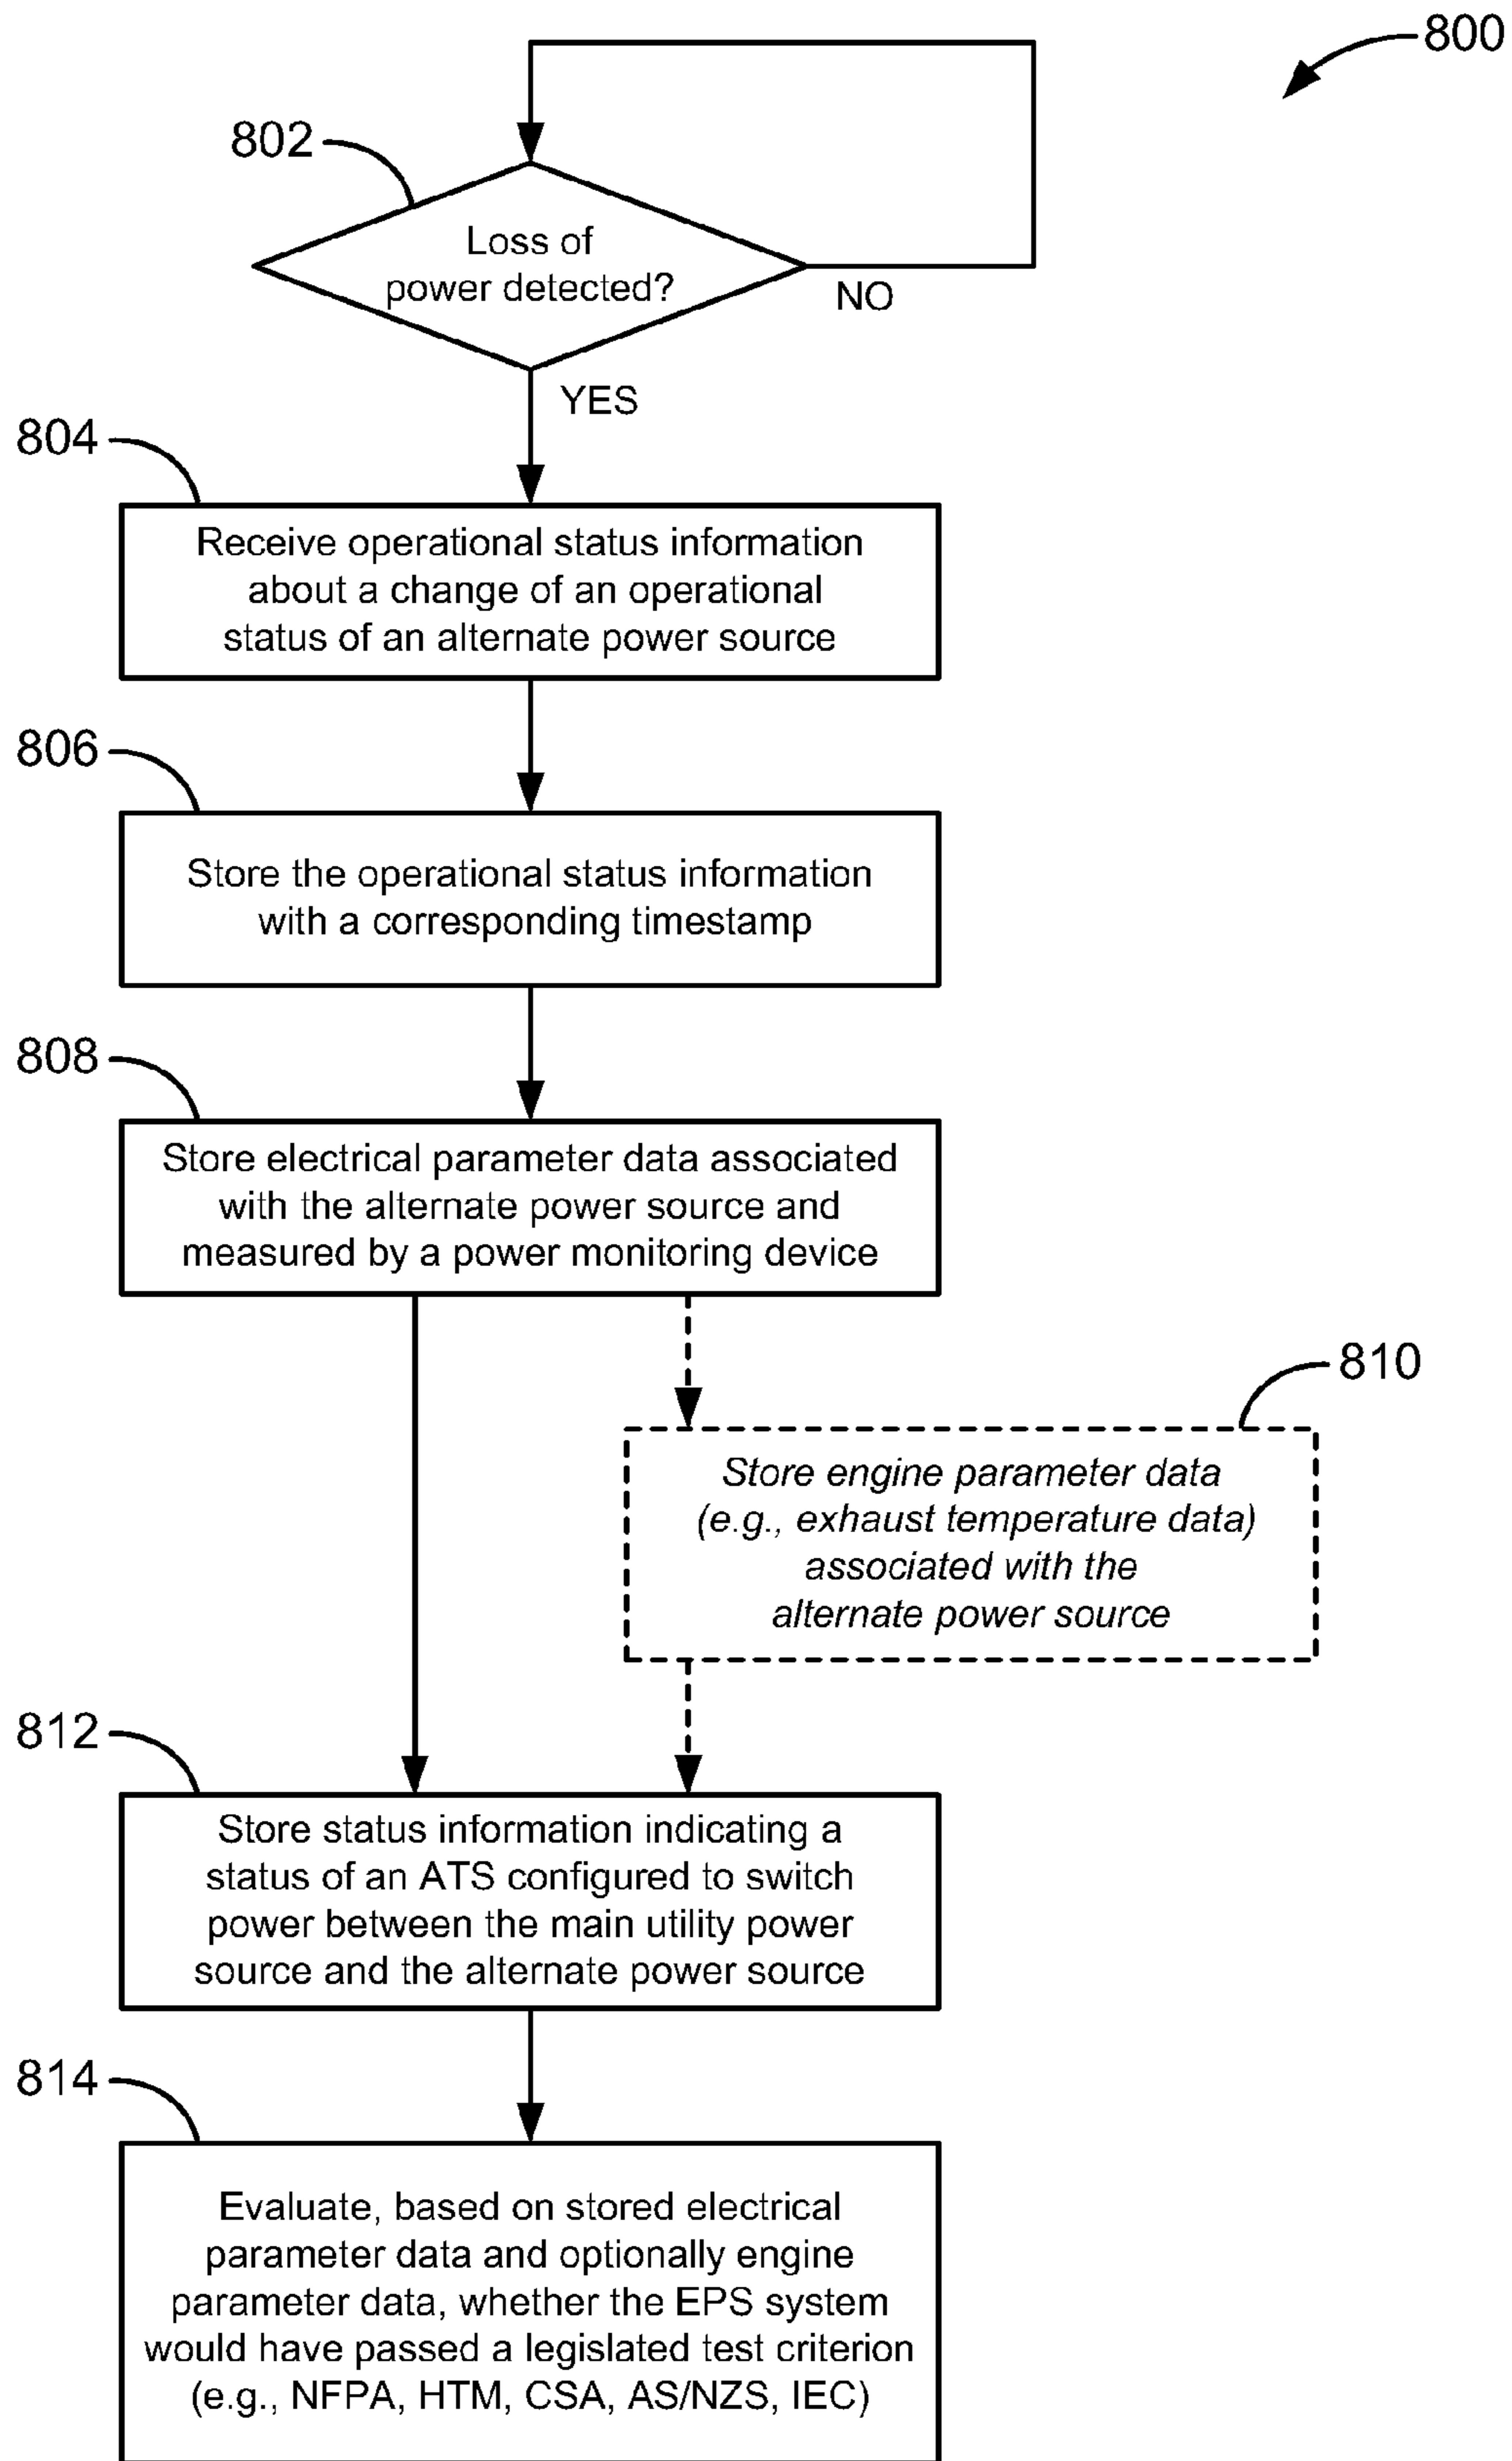 800
802
Loss of
power detected?
NO
YES
804
Receive operational status information
about a change of an operational
status of an alternate power source
806
Store the operational status information
with a corresponding timestamp
808
Store electrical parameter data associated
with the alternate power source and
measured by a power monitoring device
810
Store engine parameter data
(e.g., exhaust temperature data)
associated with the
alternate power source
812
Store status information indicating a
status of an ATS configured to switch
power between the main utility power
source and the alternate power source
814
Evaluate, based on stored electrical
parameter data and optionally engine
parameter data, whether the EPS system
would have passed a legislated test criterion
(e.g., NFPA, HTM, CSA, AS/NZS, IEC)